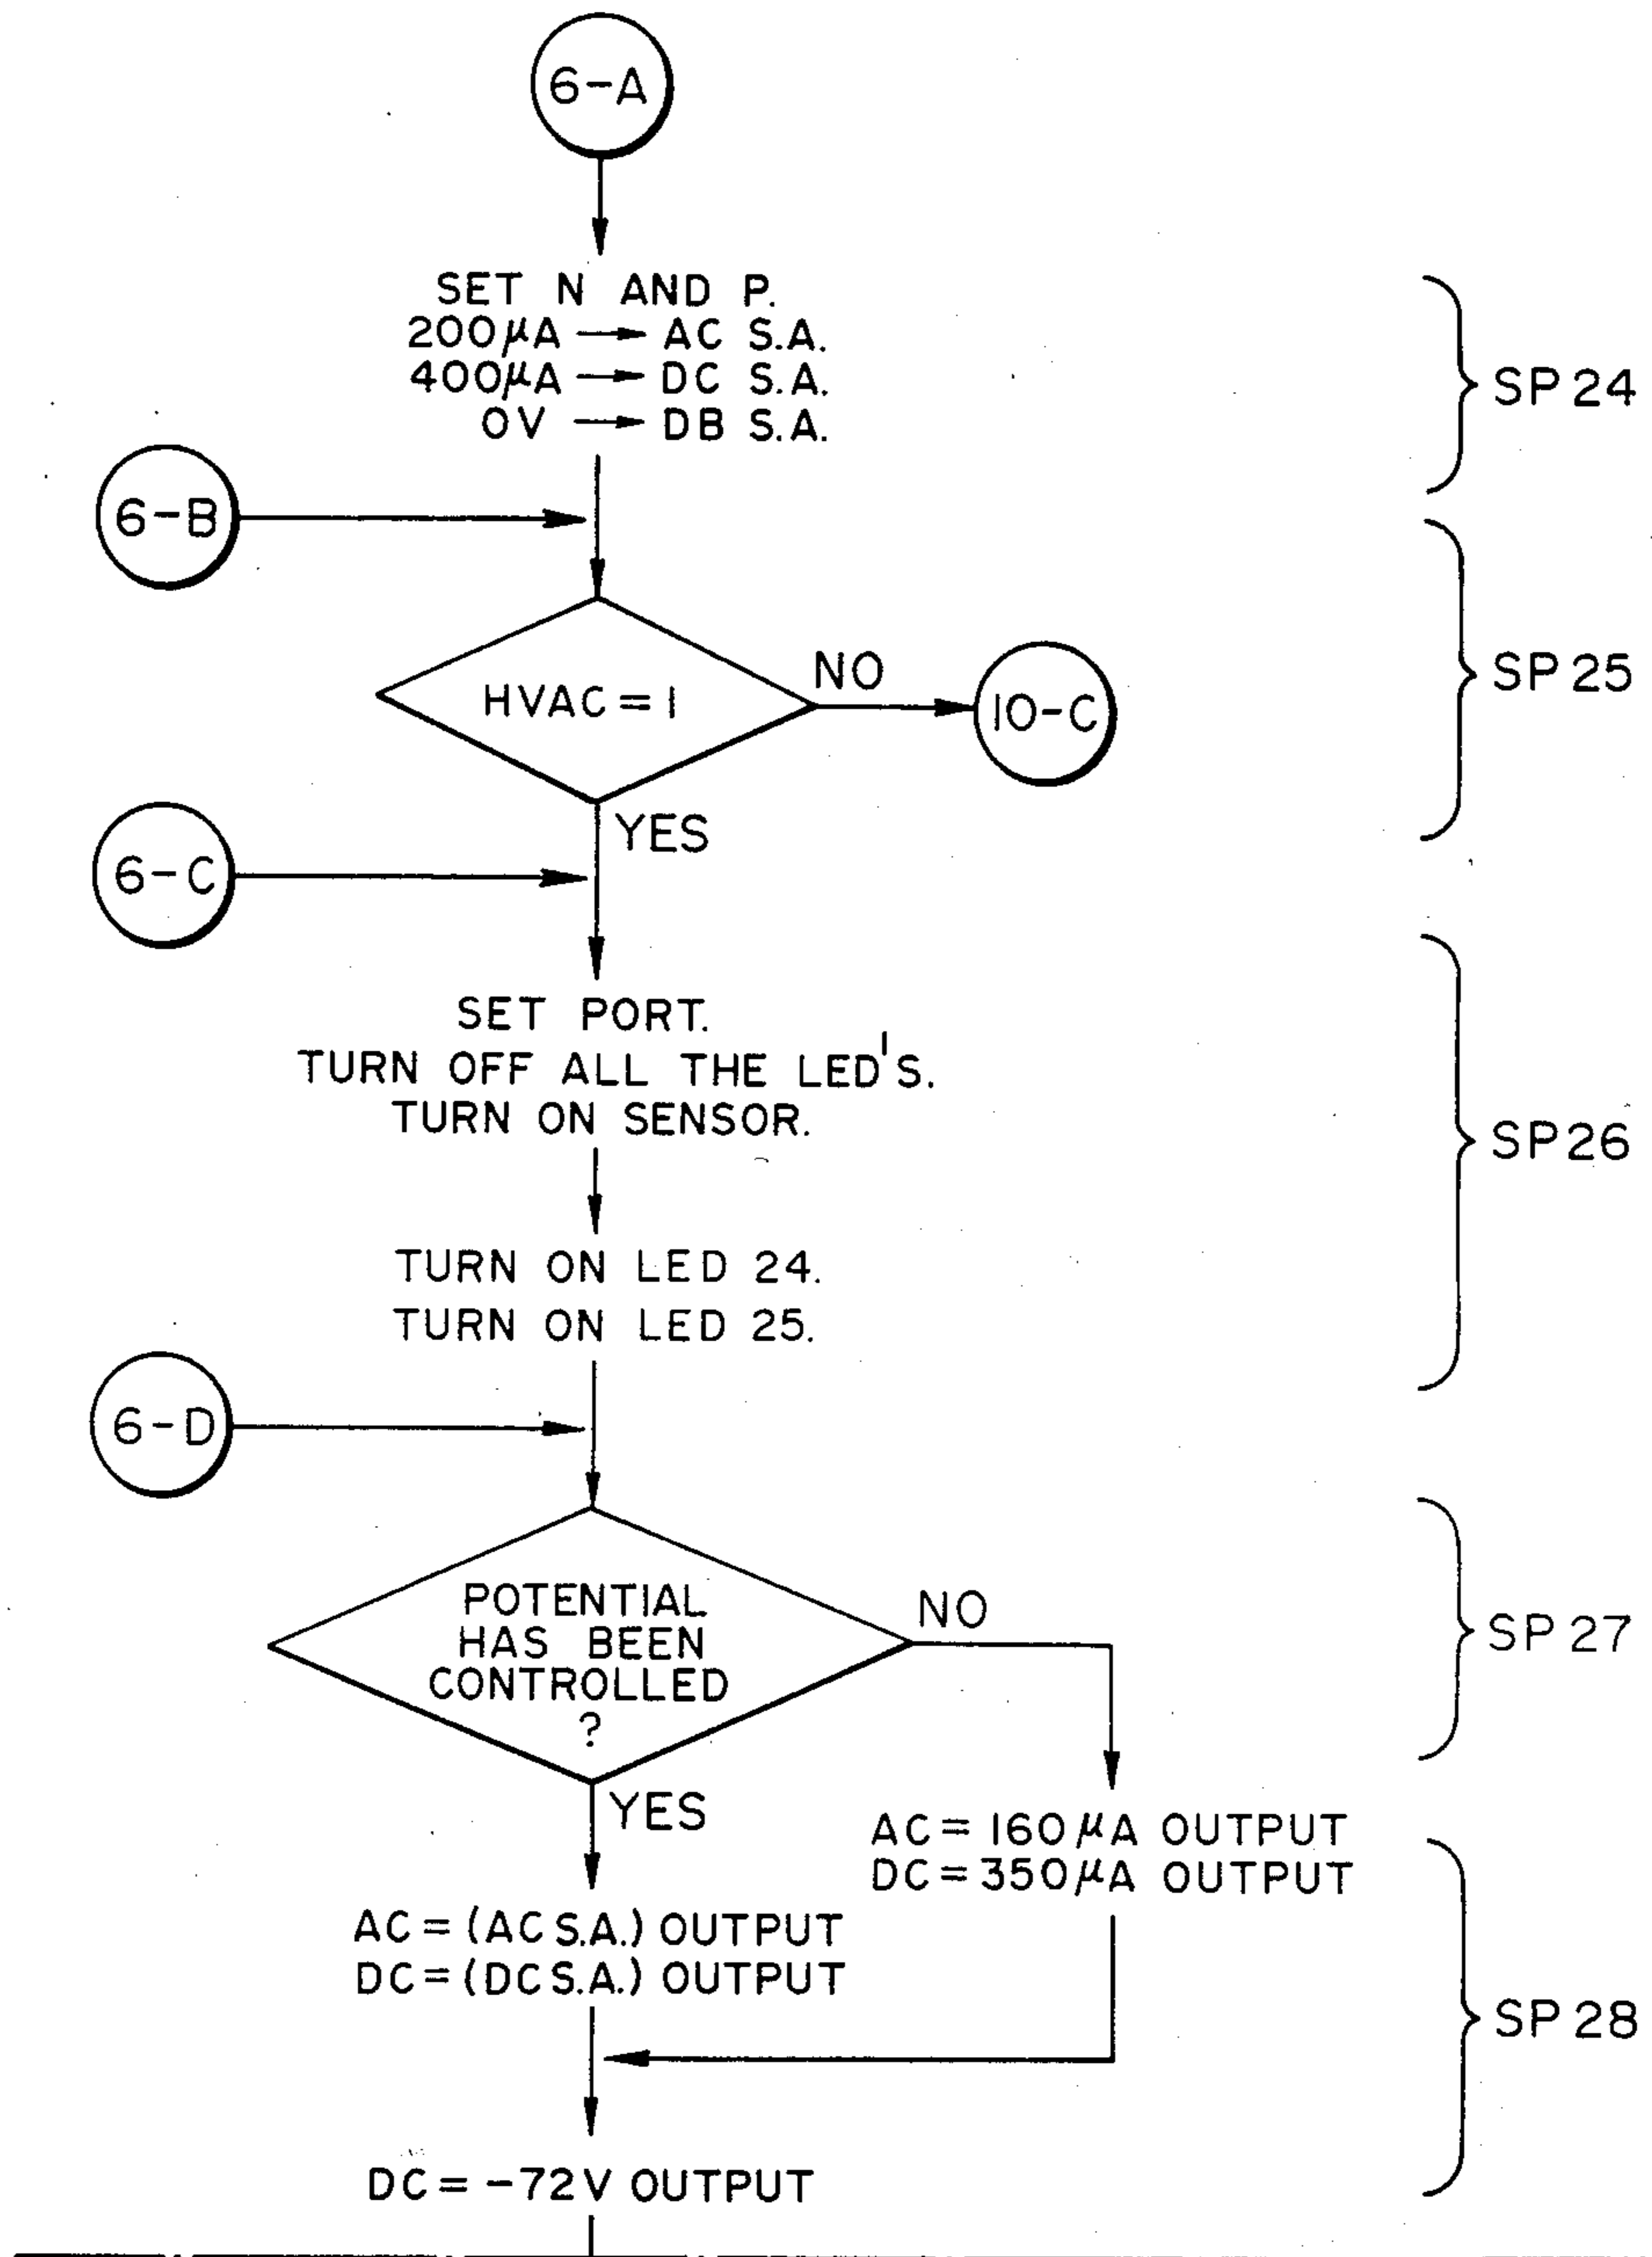 6-A
SET N AND P.
200μA → AC S.A.
400μA → DC S.A.
0V → DB S.A.
SP 24
6-B
HVAC = 1
NO
10-C
SP 25
YES
6-C
SET PORT.
TURN OFF ALL THE LED'S.
TURN ON SENSOR.
TURN ON LED 24.
TURN ON LED 25.
SP 26
6-D
POTENTIAL
HAS BEEN
CONTROLLED
?
NO
SP 27
YES
AC = 160μA OUTPUT
DC = 350μA OUTPUT
AC = (AC S.A.) OUTPUT
DC = (DC S.A.) OUTPUT
SP 28
DC = -72V OUTPUT